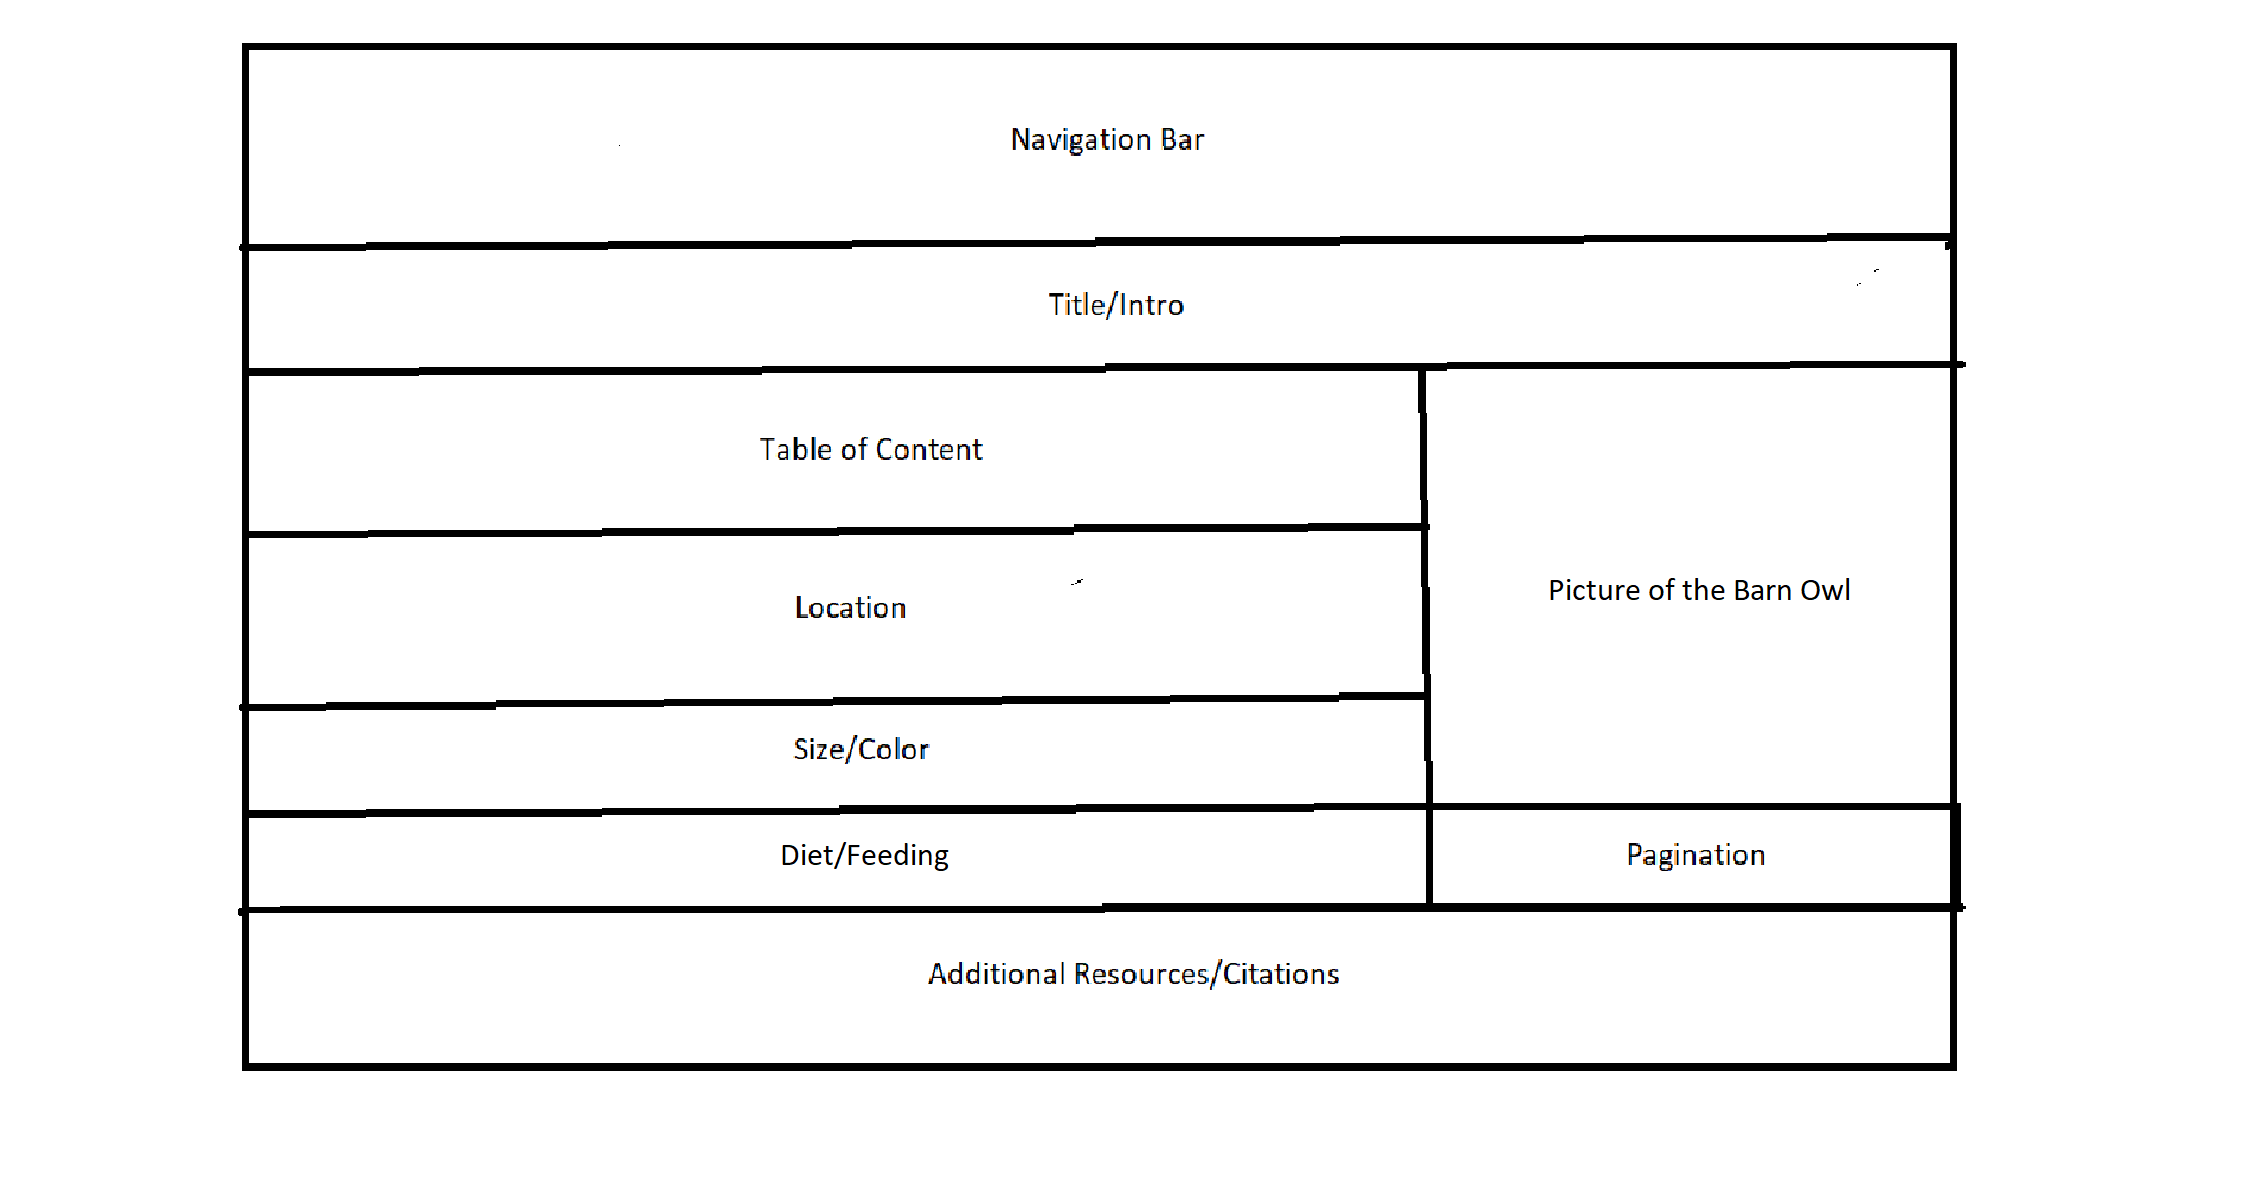 Navigation Bar
Title/Intro
Table of Content
Location
Size/Color
Diet/Feeding
Picture of the Barn Owl
Pagination
Additional Resources/Citations